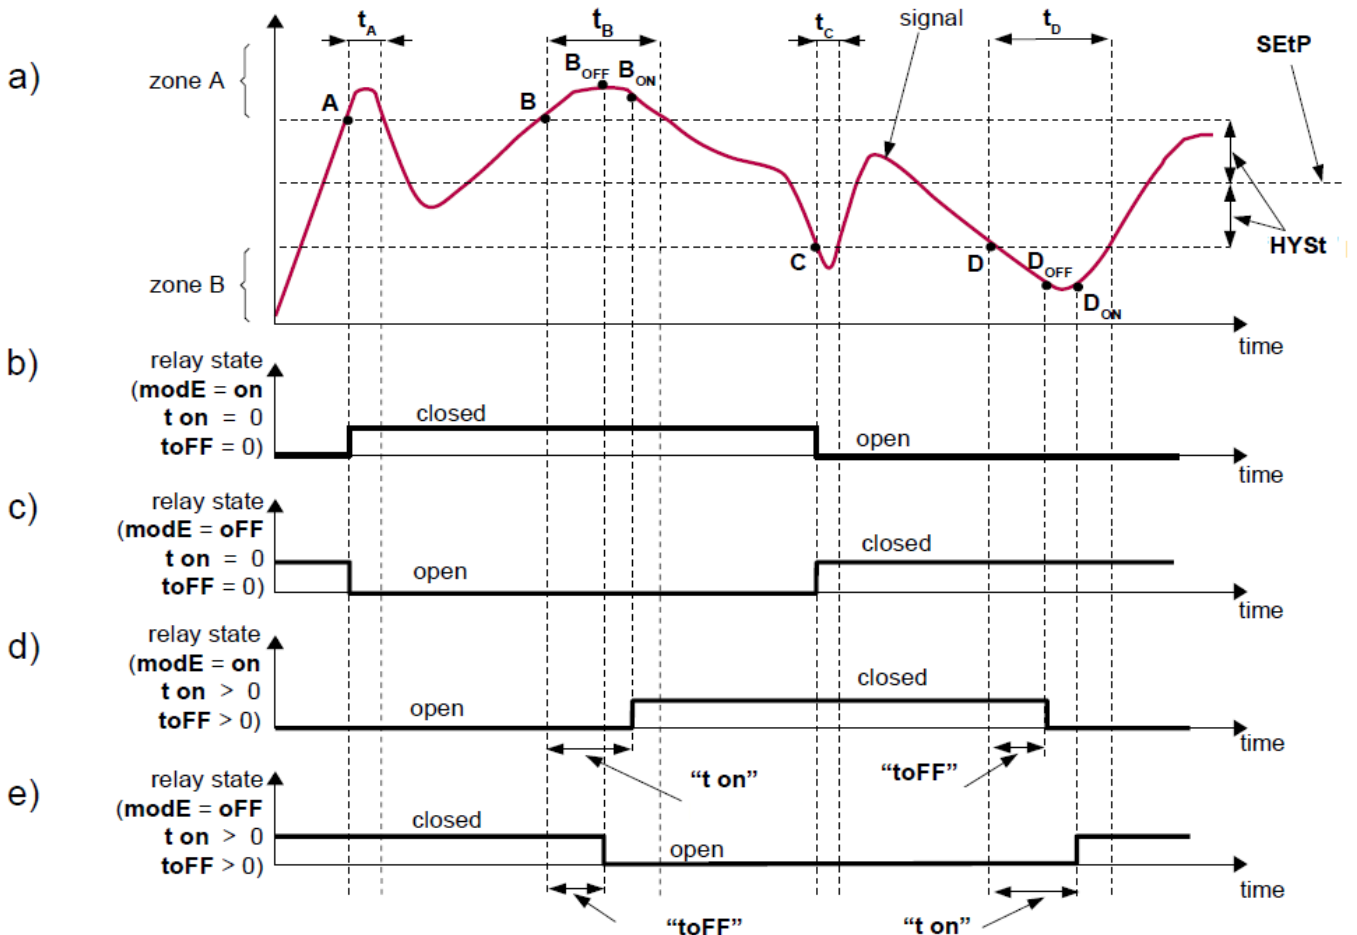 a)
zone A
zone B
tA
tB
tC
tD
signal
SEtP
HYSt
A
B
BOFF
BON
C
D
DOFF
DON
time
b)
relay state
(modE = on
t on = 0
toFF = 0)
closed
open
time
c)
relay state
(modE = oFF
t on = 0
toFF = 0)
open
closed
time
d)
relay state
(modE = on
t on > 0
toFF > 0)
open
closed
time
“t on”
“toFF”
e)
relay state
(modE = oFF
t on > 0
toFF > 0)
closed
open
time
“toFF”
“t on”